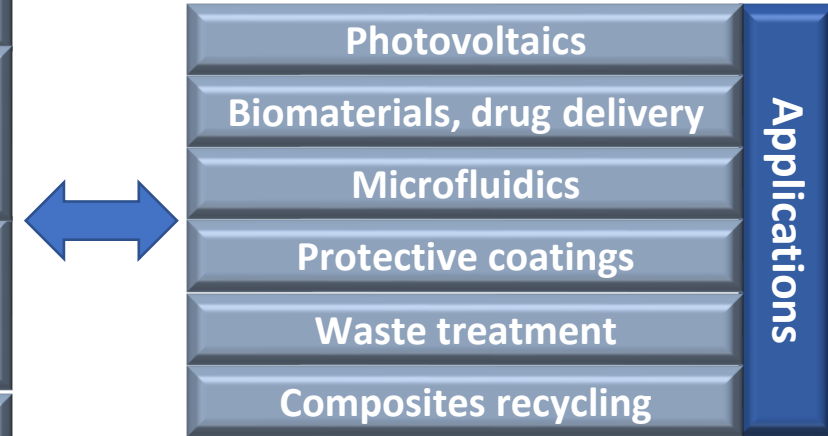 Photovoltaics
Biomaterials, drug delivery
Microfluidics
Protective coatings
Waste treatment
Composites recycling
Applications